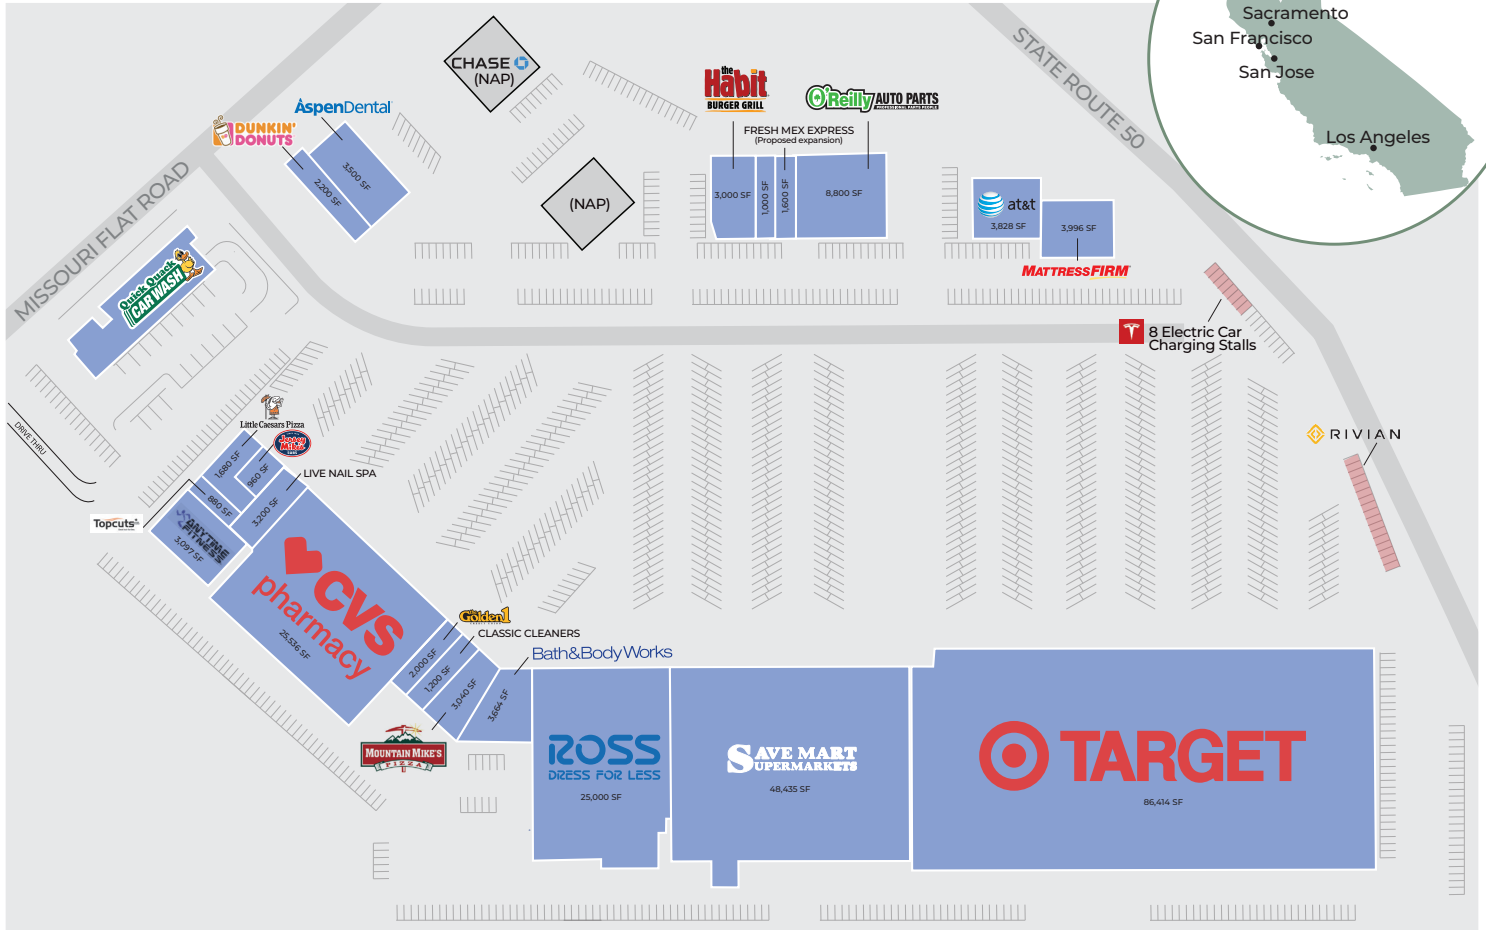 Sacramento
San Francisco
San Jose
Los Angeles
STATE ROUTE 50
MISSOURI FLAT ROAD
CHASE
(NAP)
(NAP)
AspenDental
DUNKIN'
DONUTS
3,500 SF
2,200 SF
the
Habit
BURGER GRILL
O'Reilly AUTO PARTS
PROFESSIONAL PARTS PEOPLE
FRESH MEX EXPRESS
(Proposed expansion)
3,000 SF
1,000 SF
1,600 SF
8,800 SF
at&t
3,828 SF
3,996 SF
MATTRESSFIRM
8 Electric Car
Charging Stalls
RIVIAN
Quick Quack
CAR WASH
DRIVE THRU
Little Caesars Pizza
Jersey
Mike's
SUBS
1,680 SF
960 SF
LIVE NAIL SPA
880 SF
3,200 SF
Topcuts
ANYTIME
FITNESS
3,097 SF
CVS
pharmacy
25,536 SF
the
Golden1
CLASSIC CLEANERS
Bath&BodyWorks
2,000 SF
1,200 SF
3,040 SF
3,664 SF
MOUNTAIN MIKE'S
PIZZA
ROSS
DRESS FOR LESS
25,000 SF
SAVE MART
SUPERMARKETS
48,435 SF
TARGET
86,414 SF